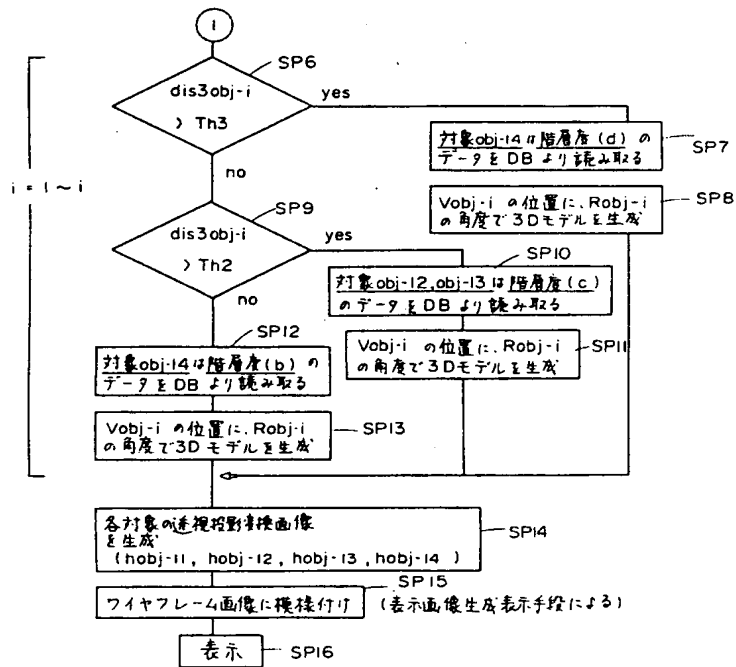 1
SP6
dis3obj-i
> Th3
yes
no
i = 1 ~ i
対象obj-14は階層度(d)の
データをDBより読み取る
SP7
Vobj-iの位置に、Robj-i
の角度で3Dモデルを生成
SP8
SP9
dis3obj-i
> Th2
yes
no
SP10
対象obj-12,obj-13は階層度(c)
のデータをDBより読み取る
Vobj-iの位置に、Robj-i
の角度で3Dモデルを生成
SP11
SP12
対象obj-14は階層度(b)の
データをDBより読み取る
Vobj-iの位置に、Robj-i
の角度で3Dモデルを生成
SP13
各対象の透視投影変換画像
を生成
(hobj-11, hobj-12, hobj-13, hobj-14)
SP14
SP15
ワイヤフレーム画像に模様付け
(表示画像生成表示手段による)
表示
SP16